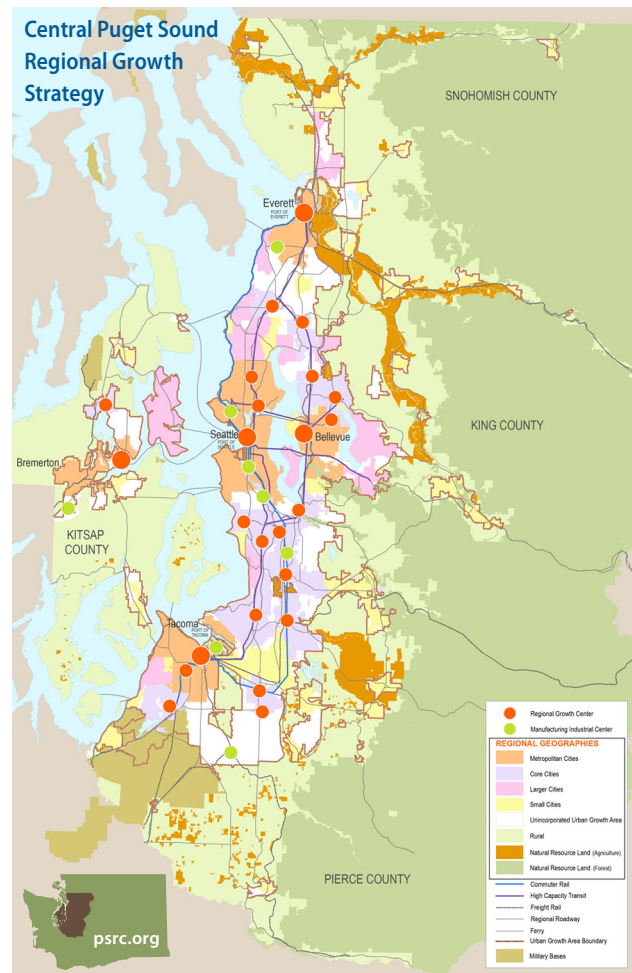 Central Puget Sound
Regional Growth
Strategy
SNOHOMISH COUNTY
Everett
PORT OF
EVERETT
KING COUNTY
Seattle
PORT OF
SEATTLE
Bellevue
Bremerton
KITSAP
COUNTY
Tacoma
PORT OF
TACOMA
PIERCE COUNTY
Regional Growth Center
Manufacturing Industrial Center
REGIONAL GEOGRAPHIES
Metropolitan Cities
Core Cities
Larger Cities
Small Cities
Unincorporated Urban Growth Area
Rural
Natural Resource Land (Agriculture)
Natural Resource Land (Forest)
Commuter Rail
High Capacity Transit
Freight Rail
Regional Roadway
Ferry
Urban Growth Area Boundary
Military Bases
psrc.org